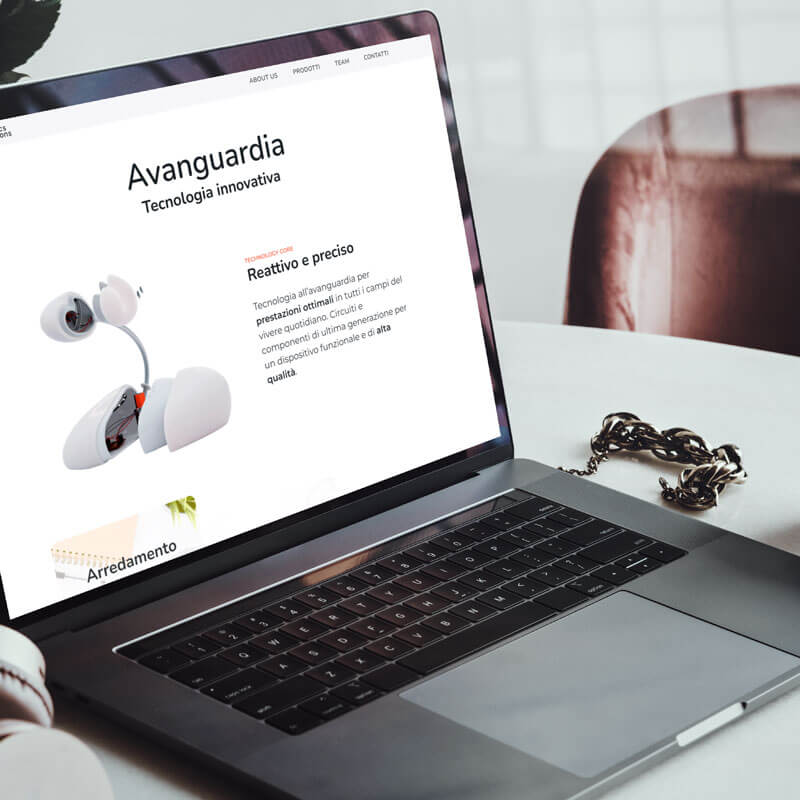 ABOUT US PRODOTTI TEAM CONTATTI
Avanguardia
Tecnologia innovativa
TECHNOLOGY CORE
Reattivo e preciso
Tecnologia all'avanguardia per
prestazioni ottimali in tutti i campi del
vivere quotidiano. Circuiti e
componenti di ultima generazione per
un dispositivo funzionale e di alta
qualità.
Arredamento